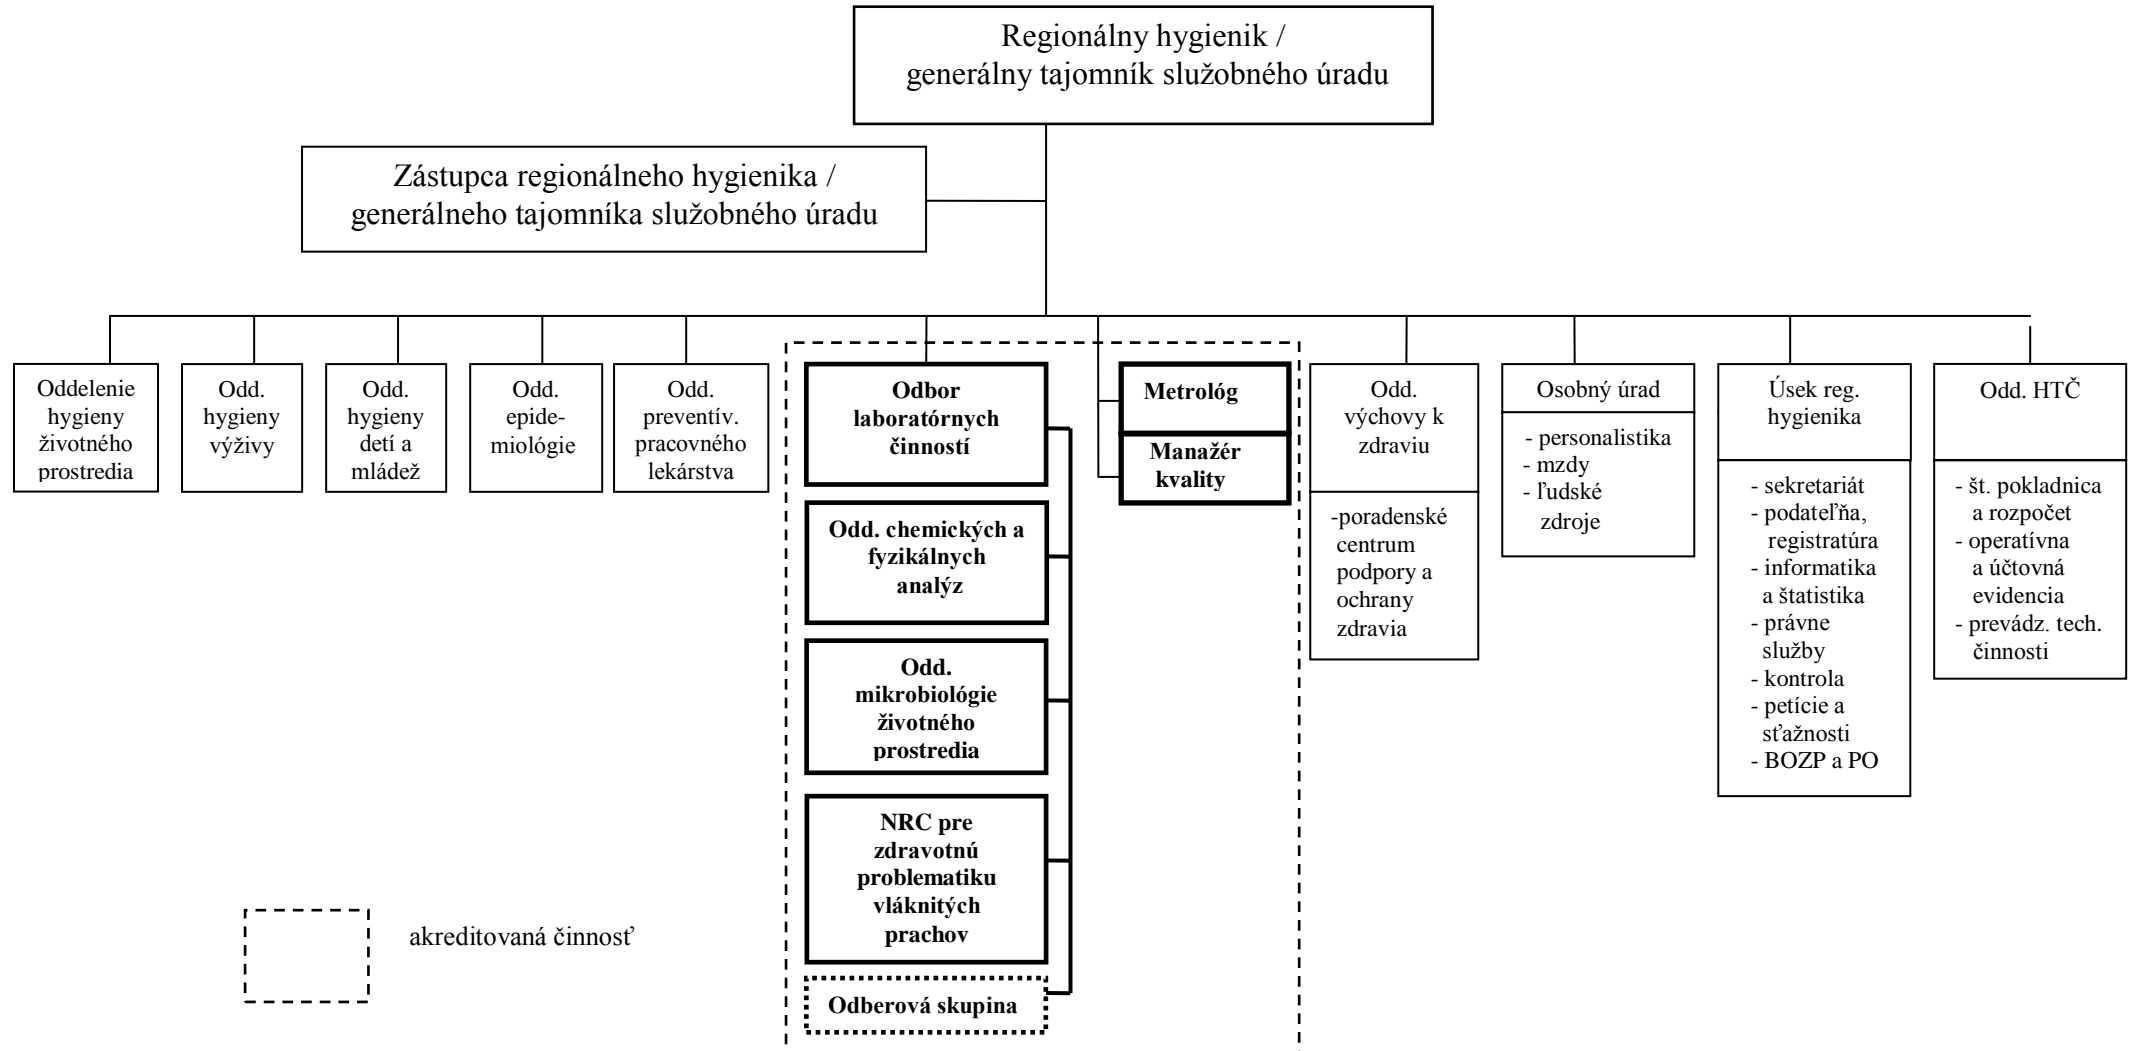 Regionálny hygienik /
generálny tajomník služobného úradu
Zástupca regionálneho hygienika /
generálneho tajomníka služobného úradu
Oddelenie
hygieny
životného
prostredia
Odd.
hygieny
výživy
Odd.
hygieny
detí a
mládež
Odd.
epide-
miológie
Odd.
preventív.
pracovného
lekárstva
Odbor
laboratórnych
činností
Odd. chemických a
fyzikálnych
analýz
Odd.
mikrobiológie
životného
prostredia
NRC pre
zdravotnú
problematiku
vláknitých
prachov
Odberová skupina
Metrológ
Manažér
kvality
Odd.
výchovy k
zdraviu
-poradenské
centrum
podpory a
ochrany
zdravia
Osobný úrad
- personalistika
- mzdy
- ľudské
zdroje
Úsek reg.
hygienika
- sekretariát
- podateľňa,
registratúra
- informatika
a štatistika
- právne
služby
- kontrola
- petície a
sťažnosti
- BOZP a PO
Odd. HTČ
- št. pokladnica
a rozpočet
- operatívna
a účtovná
evidencia
- prevádz. tech.
činnosti
akreditovaná činnosť